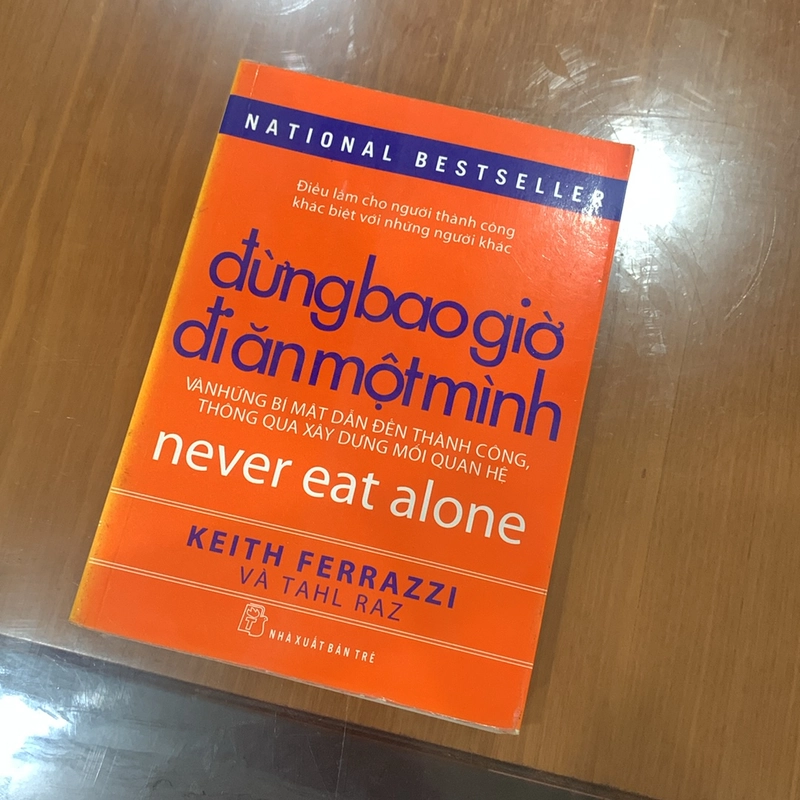 NATIONAL BESTSELLER
Điều làm cho người thành công
khác biệt với những người khác
đừng bao giờ
đi ăn một mình
VÀ NHỮNG BÍ MẬT DẪN ĐẾN THÀNH CÔNG,
THÔNG QUA XÂY DỰNG MỐI QUAN HỆ
never eat alone
KEITH FERRAZZI
VÀ TAHL RAZ
NHÀ XUẤT BẢN TRẺ